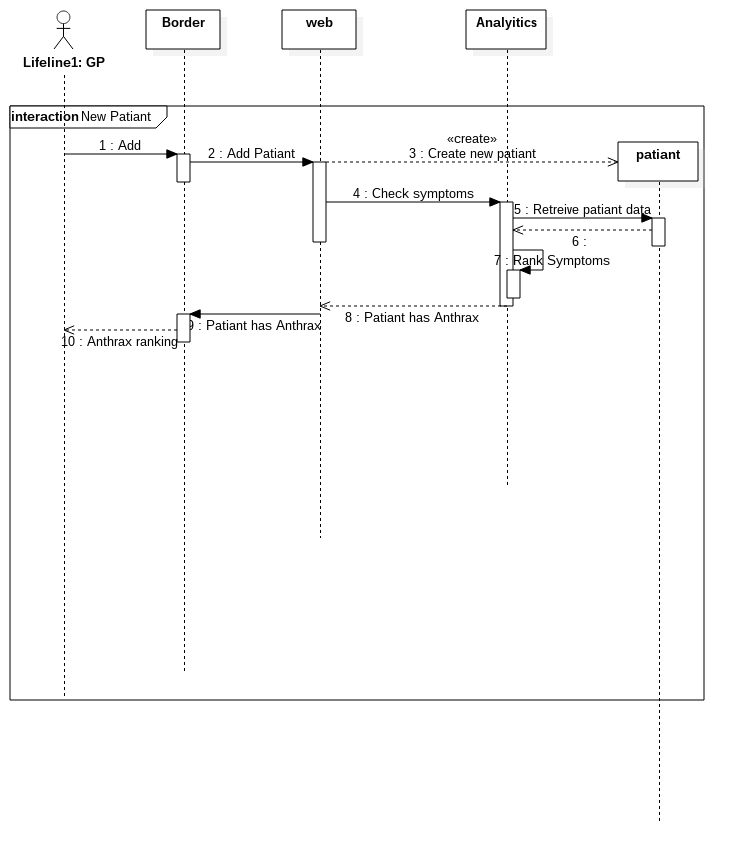 Lifeline1: GP
Border
web
Analyitics
interaction New Patiant
1 : Add
2 : Add Patiant
«create»
3 : Create new patiant
patiant
4 : Check symptoms
5 : Retreive patiant data
6 :
7 : Rank Symptoms
8 : Patiant has Anthrax
9 : Patiant has Anthrax
10 : Anthrax ranking